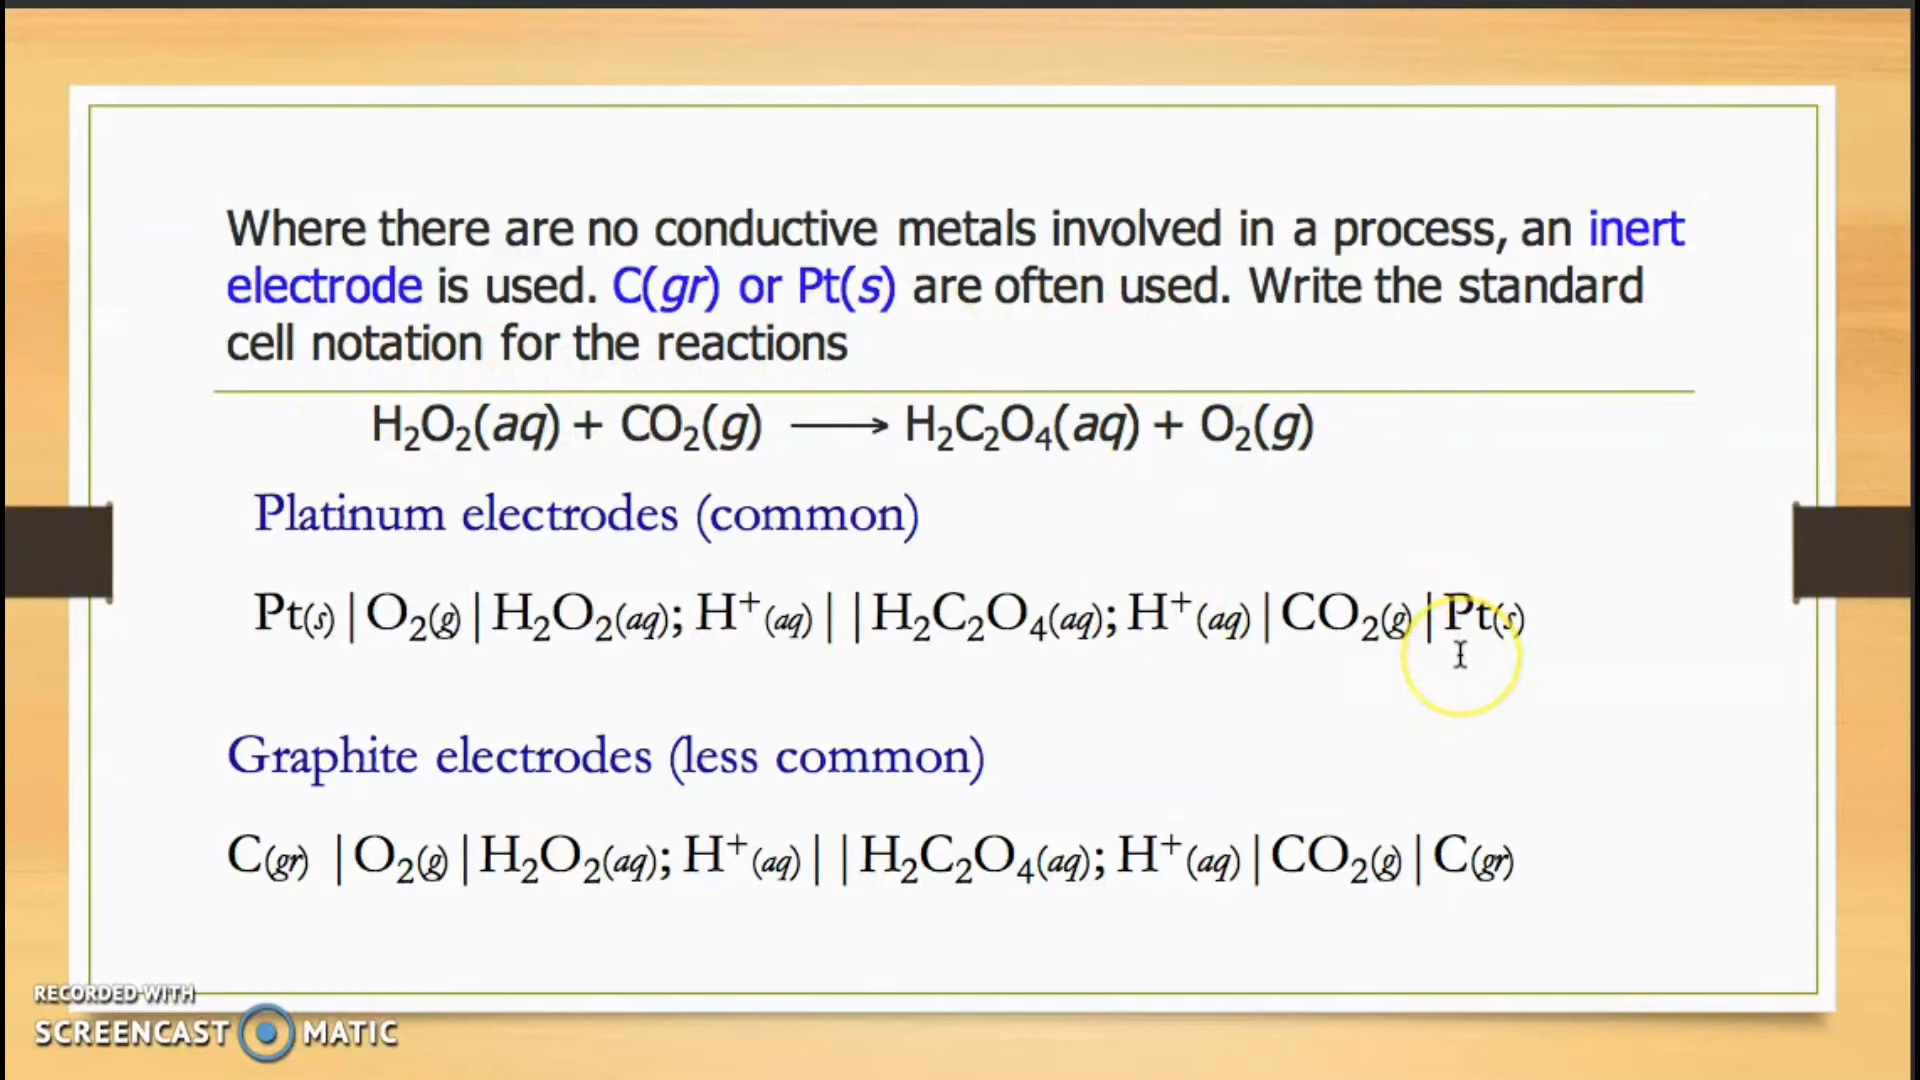 Where there are no conductive metals involved in a process, an inert
electrode is used. C(gr) or Pt(s) are often used. Write the standard
cell notation for the reactions
H₂O₂(aq) + CO₂(g) ⟶ H₂C₂O₄(aq) + O₂(g)
Platinum electrodes (common)
Pt(s)|O₂(g)|H₂O₂(aq); H⁺(aq)||H₂C₂O₄(aq); H⁺(aq)|CO₂(g)|Pt(s)
Graphite electrodes (less common)
C(gr) |O₂(g)|H₂O₂(aq); H⁺(aq)||H₂C₂O₄(aq); H⁺(aq)|CO₂(g)|C(gr)
RECORDED WITH
SCREENCAST MATIC